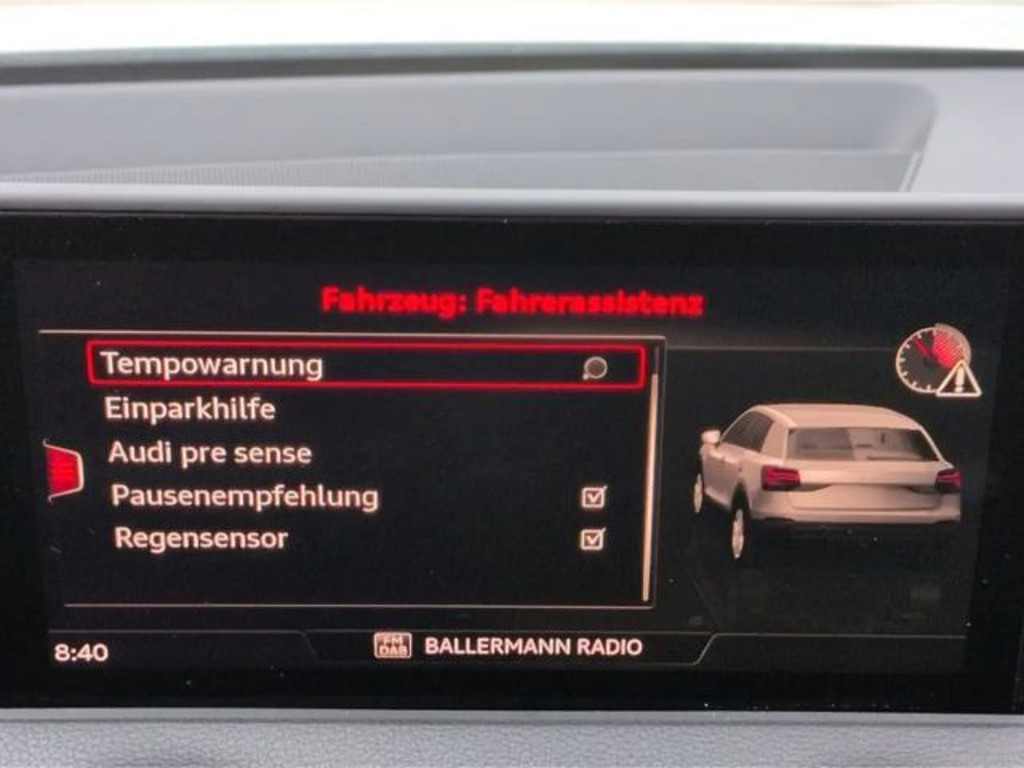 Fahrzeug: Fahrerassistenz
Tempowarnung
Einparkhilfe
Audi pre sense
Pausenempfehlung
Regensensor
8:40
FM DAB BALLERMANN RADIO